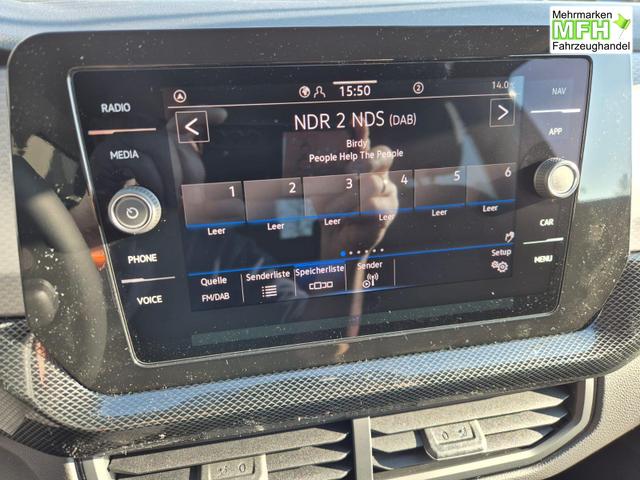 Mehrmarken
MFH
Fahrzeughandel
RADIO
MEDIA
PHONE
VOICE
15:50
2
14.0
NDR 2 NDS (DAB)
Birdy
People Help The People
1 2 3 4 5 6
Leer Leer Leer Leer Leer Leer
Quelle
FM/DAB
Senderliste
Speicherliste
Sender
Setup
NAV
APP
CAR
MENU